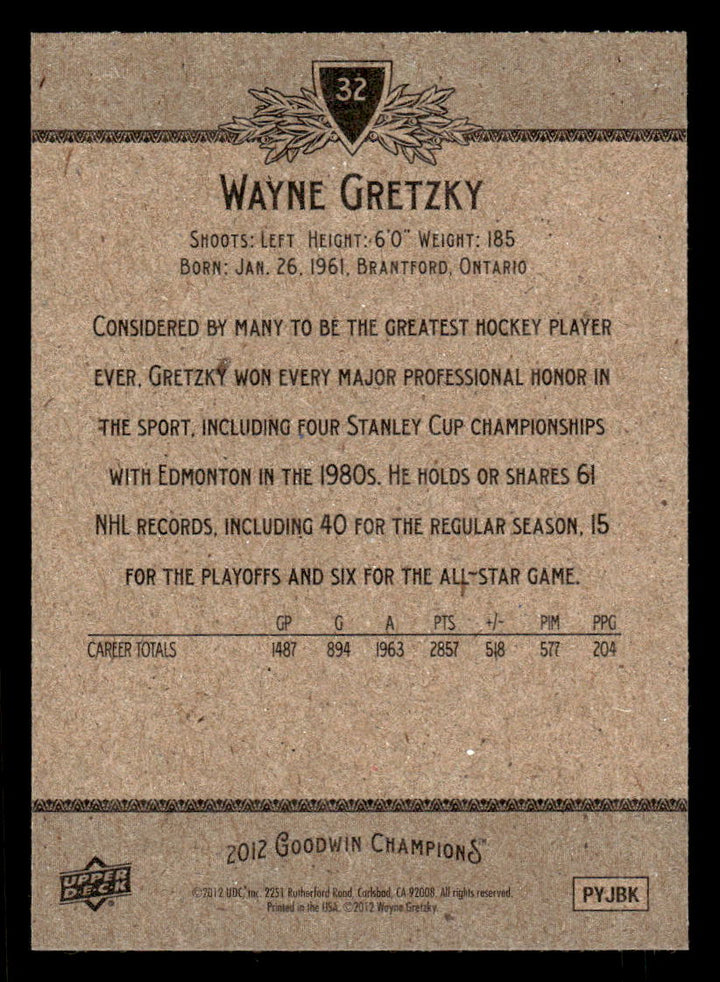 32
WAYNE GRETZKY
SHOOTS: LEFT HEIGHT: 6'0" WEIGHT: 185
BORN: JAN. 26, 1961, BRANTFORD, ONTARIO
CONSIDERED BY MANY TO BE THE GREATEST HOCKEY PLAYER
EVER, GRETZKY WON EVERY MAJOR PROFESSIONAL HONOR IN
THE SPORT, INCLUDING FOUR STANLEY CUP CHAMPIONSHIPS
WITH EDMONTON IN THE 1980S. HE HOLDS OR SHARES 61
NHL RECORDS, INCLUDING 40 FOR THE REGULAR SEASON, 15
FOR THE PLAYOFFS AND SIX FOR THE ALL-STAR GAME.
GP G A PTS +/- PIM PPG
CAREER TOTALS 1487 894 1963 2857 518 577 204
2012 GOODWIN CHAMPIONS™
UPPER DECK
©2012 UDC, Inc. 2251 Rutherford Road, Carlsbad, CA 92008. All rights reserved.
Printed in the USA. ©2012 Wayne Gretzky.
PYJBK